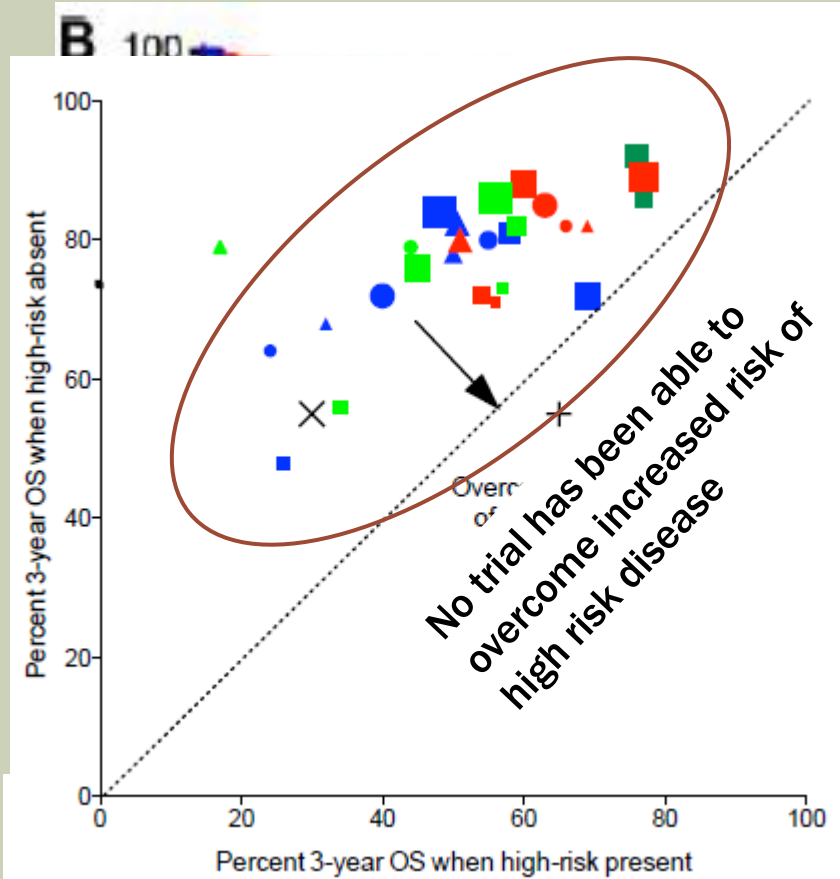 B 100
100
80
60
40
20
0
Percent 3-year OS when high-risk absent
No trial has been able to
overcome increased risk of
high risk disease
0 20 40 60 80 100
Percent 3-year OS when high-risk present